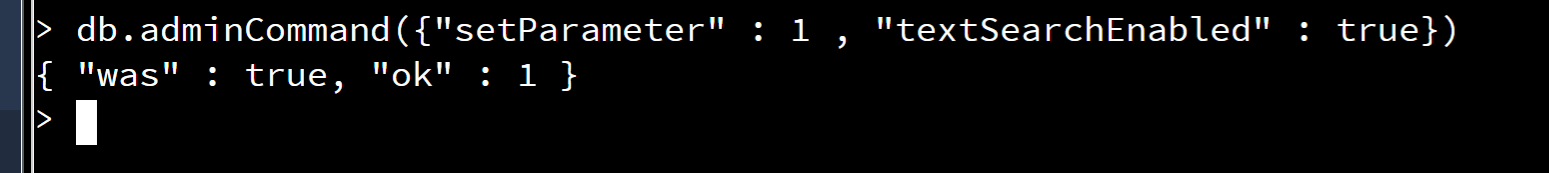 > db.adminCommand({"setParameter" : 1 , "textSearchEnabled" : true})
{ "was" : true, "ok" : 1 }
>